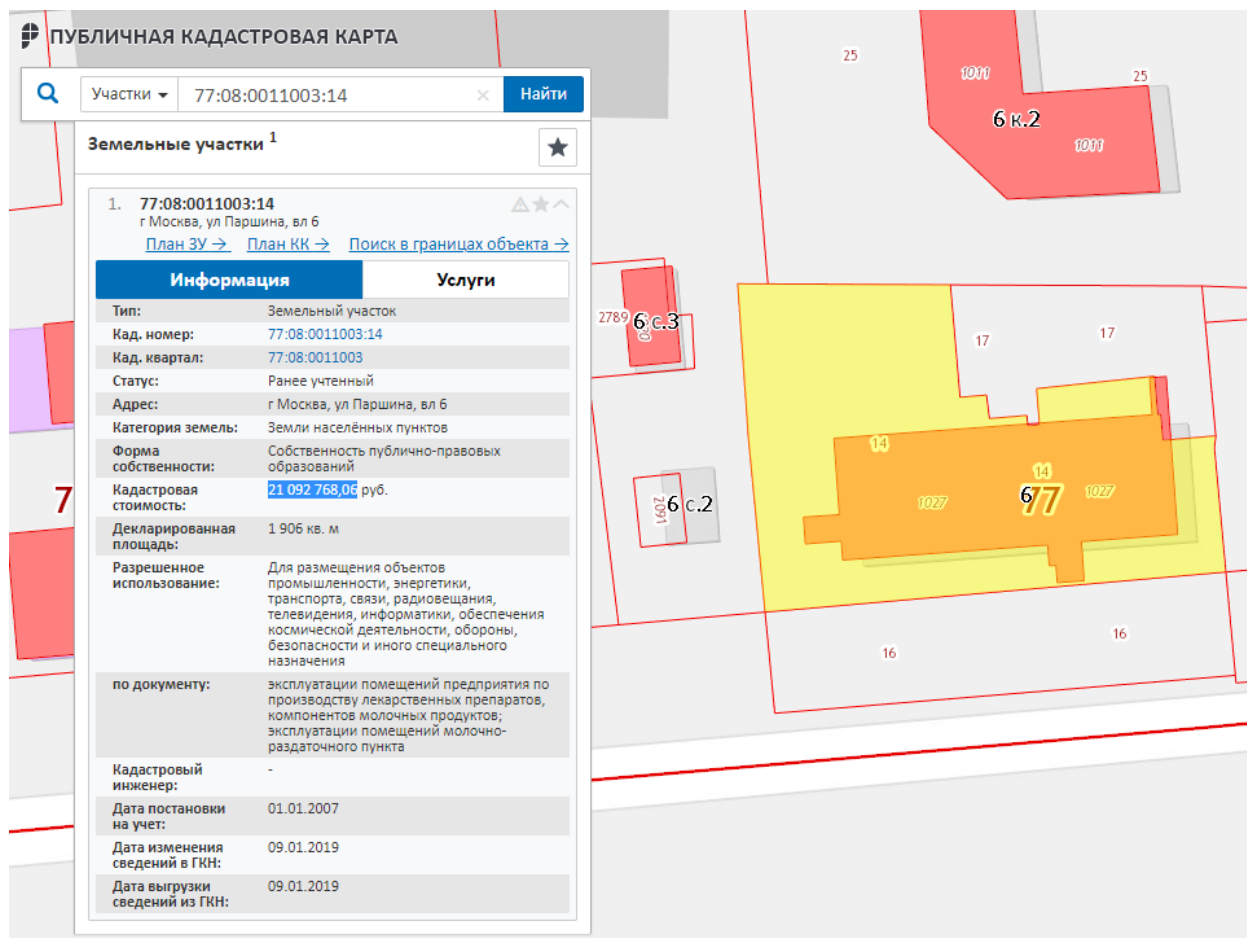 ПУБЛИЧНАЯ КАДАСТРОВАЯ КАРТА
Участки 77:08:0011003:14 × Найти
Земельные участки 1
1. 77:08:0011003:14
г Москва, ул Паршина, вл 6
План ЗУ → План КК → Поиск в границах объекта →
Информация Услуги
Тип: Земельный участок
Кад. номер: 77:08:0011003:14
Кад. квартал: 77:08:0011003
Статус: Ранее учтенный
Адрес: г Москва, ул Паршина, вл 6
Категория земель: Земли населённых пунктов
Форма собственности: Собственность публично-правовых
образований
Кадастровая стоимость: 21 092 768,06 руб.
Декларированная площадь: 1 906 кв. м
Разрешенное использование: Для размещения объектов
промышленности, энергетики,
транспорта, связи, радиовещания,
телевидения, информатики, обеспечения
космической деятельности, обороны,
безопасности и иного специального
назначения
по документу: эксплуатации помещений предприятия по
производству лекарственных препаратов,
компонентов молочных продуктов;
эксплуатации помещений молочно-
раздаточного пункта
Кадастровый инженер: -
Дата постановки на учет: 01.01.2007
Дата изменения сведений в ГКН: 09.01.2019
Дата выгрузки сведений из ГКН: 09.01.2019
7
25
1011
25
6 к.2
1011
2789
6 с.3
17
17
14
14
1027
6
77
1027
2091
6 с.2
16
16